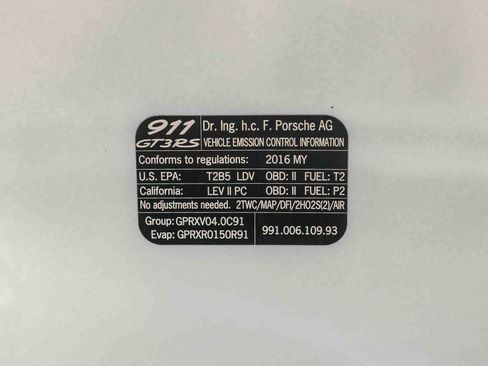 911 Dr. Ing. h.c. F. Porsche AG
GT3RS VEHICLE EMISSION CONTROL INFORMATION
Conforms to regulations: 2016 MY
U.S. EPA: T2B5 LDV OBD: II FUEL: T2
California: LEV II PC OBD: II FUEL: P2
No adjustments needed. 2TWC/MAP/DFI/2HO2S(2)/AIR
Group: GPRXV04.0C91
Evap: GPRXR0150R91 991.006.109.93